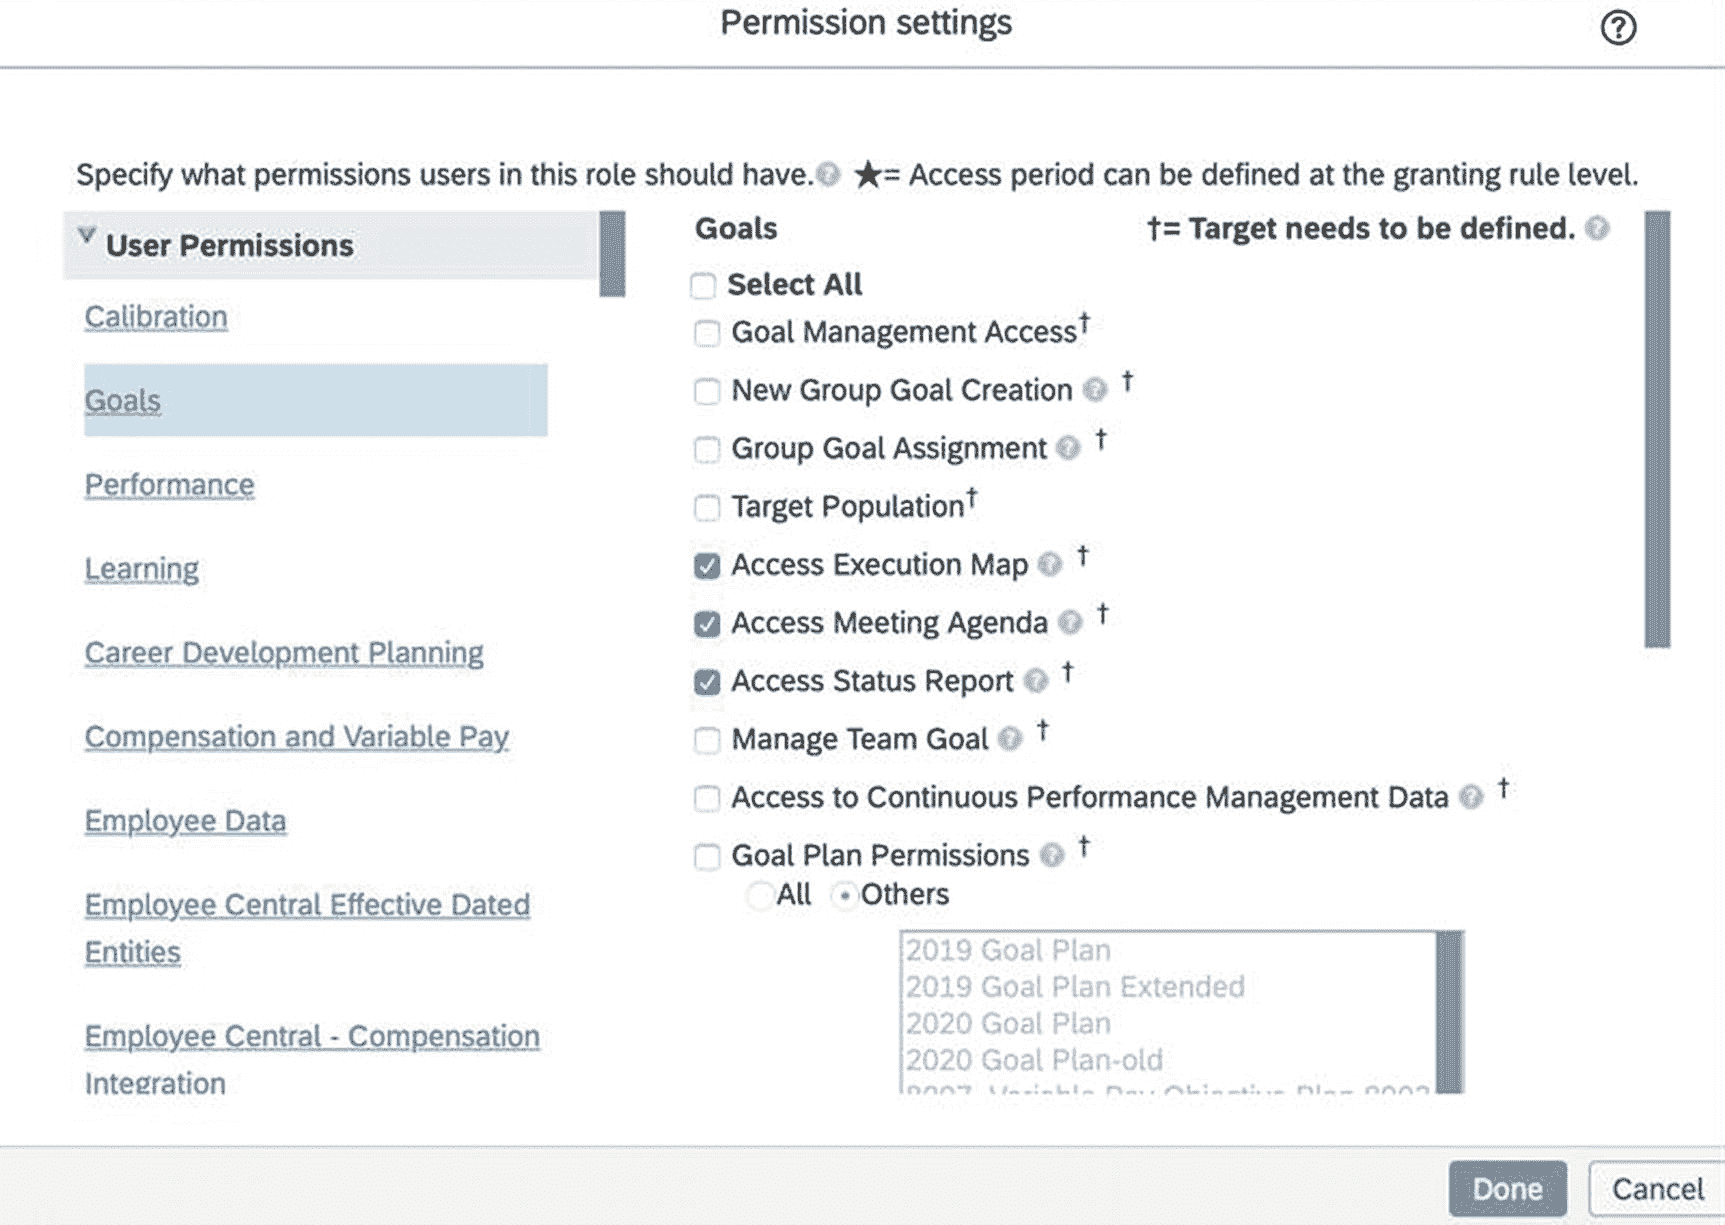 Permission settings
Specify what permissions users in this role should have. ★= Access period can be defined at the granting rule level.
User Permissions
Calibration
Goals
Performance
Learning
Career Development Planning
Compensation and Variable Pay
Employee Data
Employee Central Effective Dated
Entities
Employee Central - Compensation
Integration
Goals †= Target needs to be defined.
Select All
Goal Management Access†
New Group Goal Creation †
Group Goal Assignment †
Target Population†
Access Execution Map †
Access Meeting Agenda †
Access Status Report †
Manage Team Goal †
Access to Continuous Performance Management Data †
Goal Plan Permissions †
All Others
2019 Goal Plan
2019 Goal Plan Extended
2020 Goal Plan
2020 Goal Plan-old
Variable Pay Objective Plan
Done Cancel